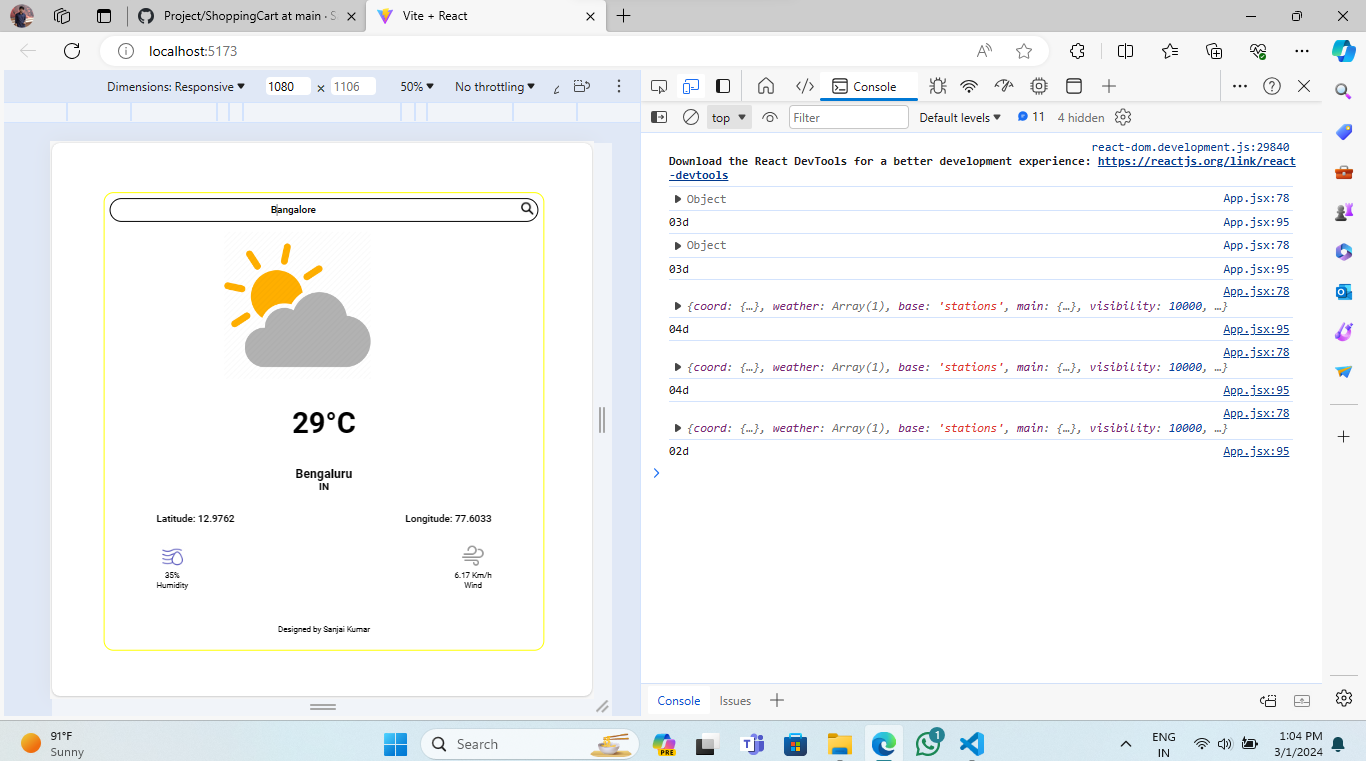 Project/ShoppingCart at main · S
Vite + React
localhost:5173
Dimensions: Responsive 1080 × 1106 50% No throttling
Console
top Filter Default levels 11 4 hidden
react-dom.development.js:29840
Download the React DevTools for a better development experience: https://reactjs.org/link/react
-devtools
Object App.jsx:78
03d App.jsx:95
Object App.jsx:78
03d App.jsx:95
App.jsx:78
{coord: {…}, weather: Array(1), base: 'stations', main: {…}, visibility: 10000, …}
04d App.jsx:95
App.jsx:78
{coord: {…}, weather: Array(1), base: 'stations', main: {…}, visibility: 10000, …}
04d App.jsx:95
App.jsx:78
{coord: {…}, weather: Array(1), base: 'stations', main: {…}, visibility: 10000, …}
02d App.jsx:95
Bangalore
29°C
Bengaluru
IN
Latitude: 12.9762 Longitude: 77.6033
35% 6.17 Km/h
Humidity Wind
Designed by Sanjai Kumar
Console Issues
91°F
Sunny
Search
PRE
1
ENG
IN
1:04 PM
3/1/2024